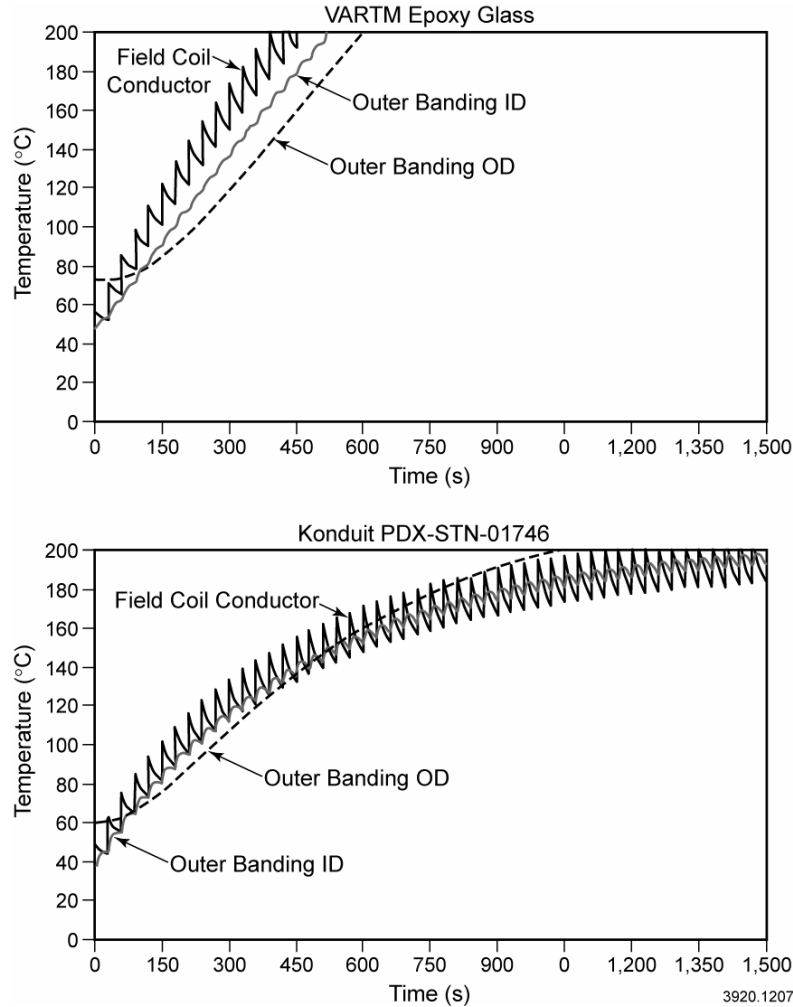 VARTM Epoxy Glass
200
180
160
140
120
100
80
60
40
20
0
Temperature (°C)
Field Coil
Conductor
Outer Banding ID
Outer Banding OD
0 150 300 450 600 750 900 0 1,200 1,350 1,500
Time (s)
Konduit PDX-STN-01746
200
180
160
140
120
100
80
60
40
20
0
Temperature (°C)
Field Coil Conductor
Outer Banding OD
Outer Banding ID
0 150 300 450 600 750 900 0 1,200 1,350 1,500
Time (s)
3920.1207